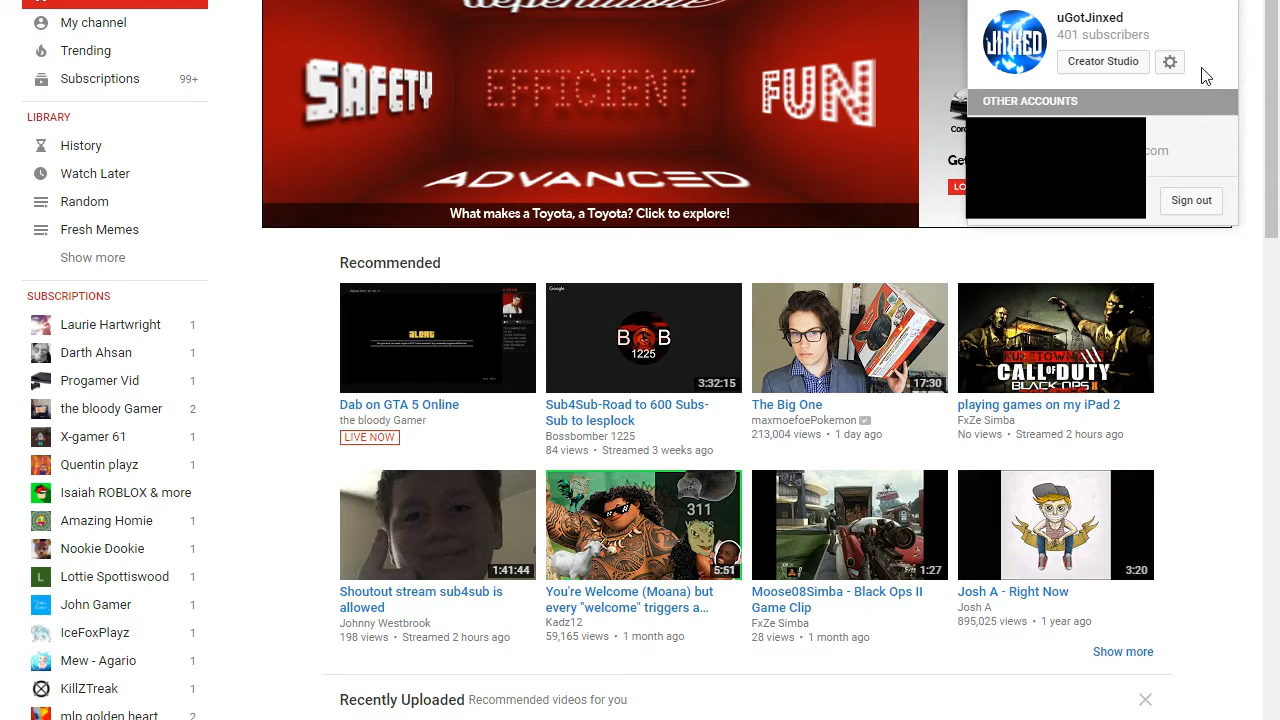 My channel
Trending
Subscriptions 99+
LIBRARY
History
Watch Later
Random
Fresh Memes
Show more
SUBSCRIPTIONS
Hartwright 1
1
Progamer Vid 1
the bloody Gamer 2
X-gamer 61 1
Quentin playz 1
Isaiah ROBLOX & more 1
Amazing Homie 1
Nookie Dookie 1
Lottie Spottiswood 1
John Gamer 1
IceFoxPlayz 1
Mew - Agario 1
KillZTreak 1
mlp golden heart 2
Dependable
SAFETY
EFFICIENT
FUN
ADVANCED
What makes a Toyota, a Toyota? Click to explore!
JINXED
uGotJinxed
401 subscribers
Creator Studio
OTHER ACCOUNTS
com
Sign out
Recommended
ALERT
Dab on GTA 5 Online
the bloody Gamer
LIVE NOW
Google
BOB
1225
3:32:15
Sub4Sub-Road to 600 Subs-
Sub to lesplock
Bossbomber 1225
84 views • Streamed 3 weeks ago
17:30
The Big One
maxmoefoePokemon
213,004 views • 1 day ago
CALL OF DUTY
BLACK OPS II
playing games on my iPad 2
FxZe Simba
No views • Streamed 2 hours ago
1:41:44
Shoutout stream sub4sub is
allowed
Johnny Westbrook
198 views • Streamed 2 hours ago
311
5:51
You're Welcome (Moana) but
every "welcome" triggers a...
Kadz12
59,165 views • 1 month ago
1:27
Moose08Simba - Black Ops II
Game Clip
FxZe Simba
28 views • 1 month ago
3:20
Josh A - Right Now
Josh A
895,025 views • 1 year ago
Show more
Recently Uploaded Recommended videos for you